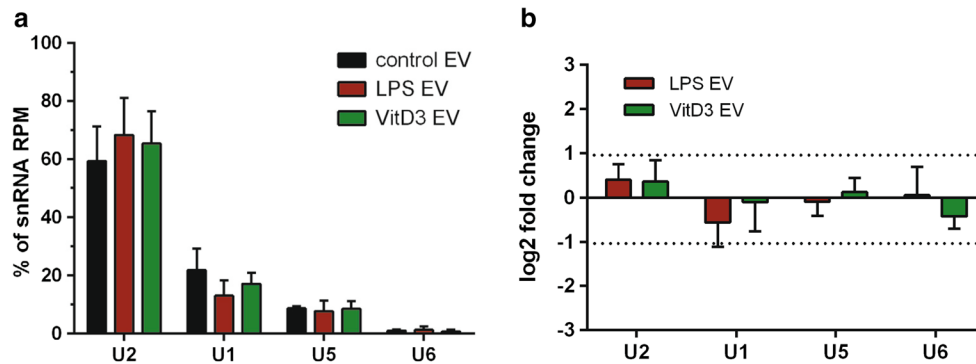 a
100
80
60
40
20
0
% of snRNA RPM
control EV
LPS EV
VitD3 EV
U2 U1 U5 U6
b
3
2
1
0
-1
-2
-3
log2 fold change
LPS EV
VitD3 EV
U2 U1 U5 U6